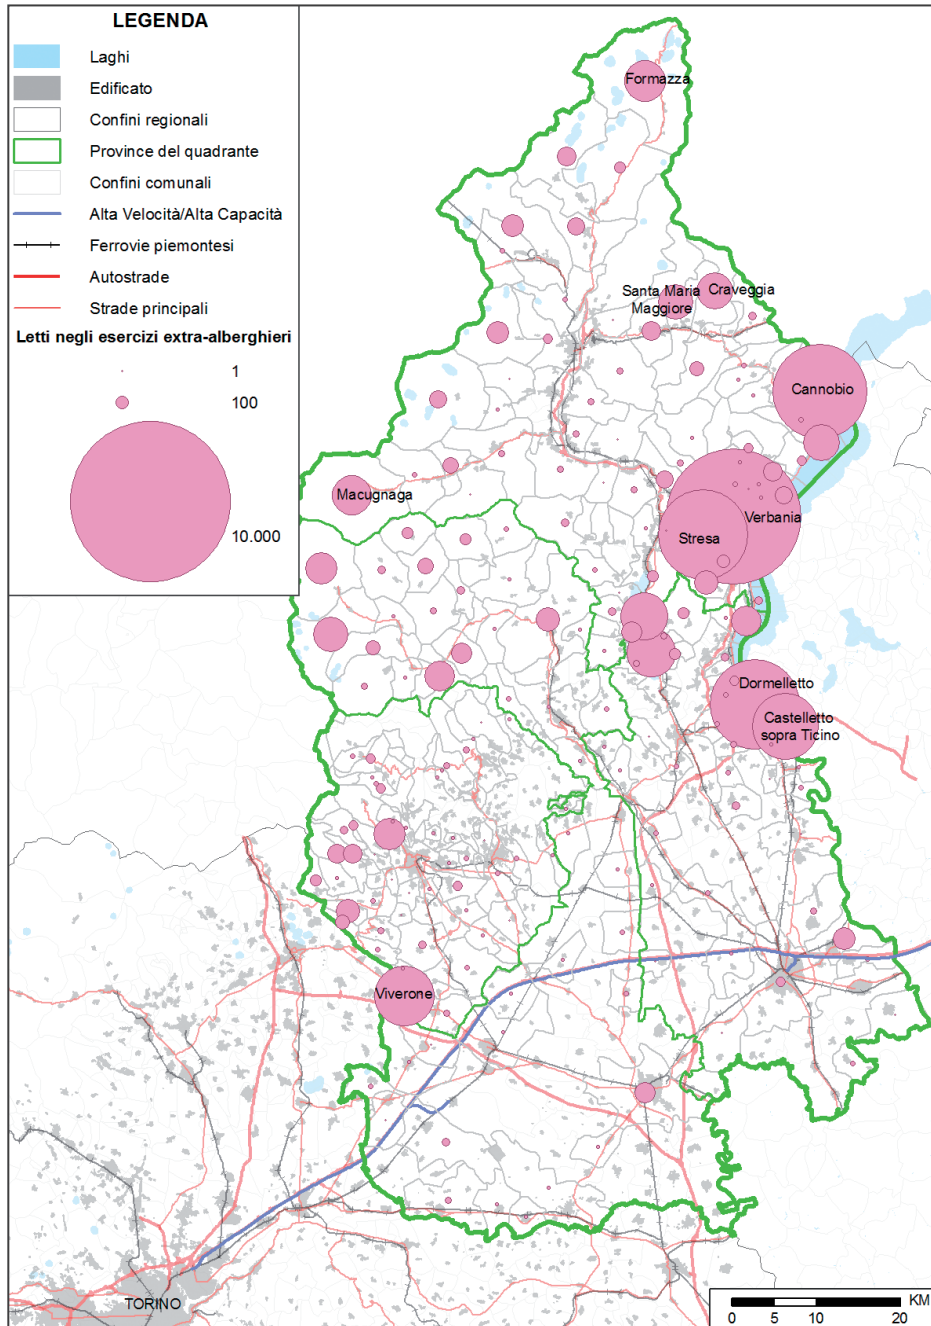 LEGENDA
Laghi
Edificato
Confini regionali
Province del quadrante
Confini comunali
Alta Velocità/Alta Capacità
Ferrovie piemontesi
Autostrade
Strade principali
Letti negli esercizi extra-alberghieri
1
100
10.000
Formazza
Santa Maria
Maggiore
Craveggia
Cannobio
Macugnaga
Verbania
Stresa
Dormelletto
Castelletto
sopra Ticino
Viverone
TORINO
KM
0 5 10 20